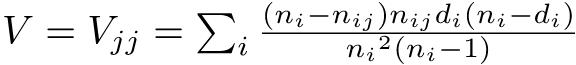 $V = V_{jj} = \sum_i \frac{(n_i - n_{ij}) n_{ij} d_i (n_i - d_i)}{{n_i}^2 (n_i - 1)}$